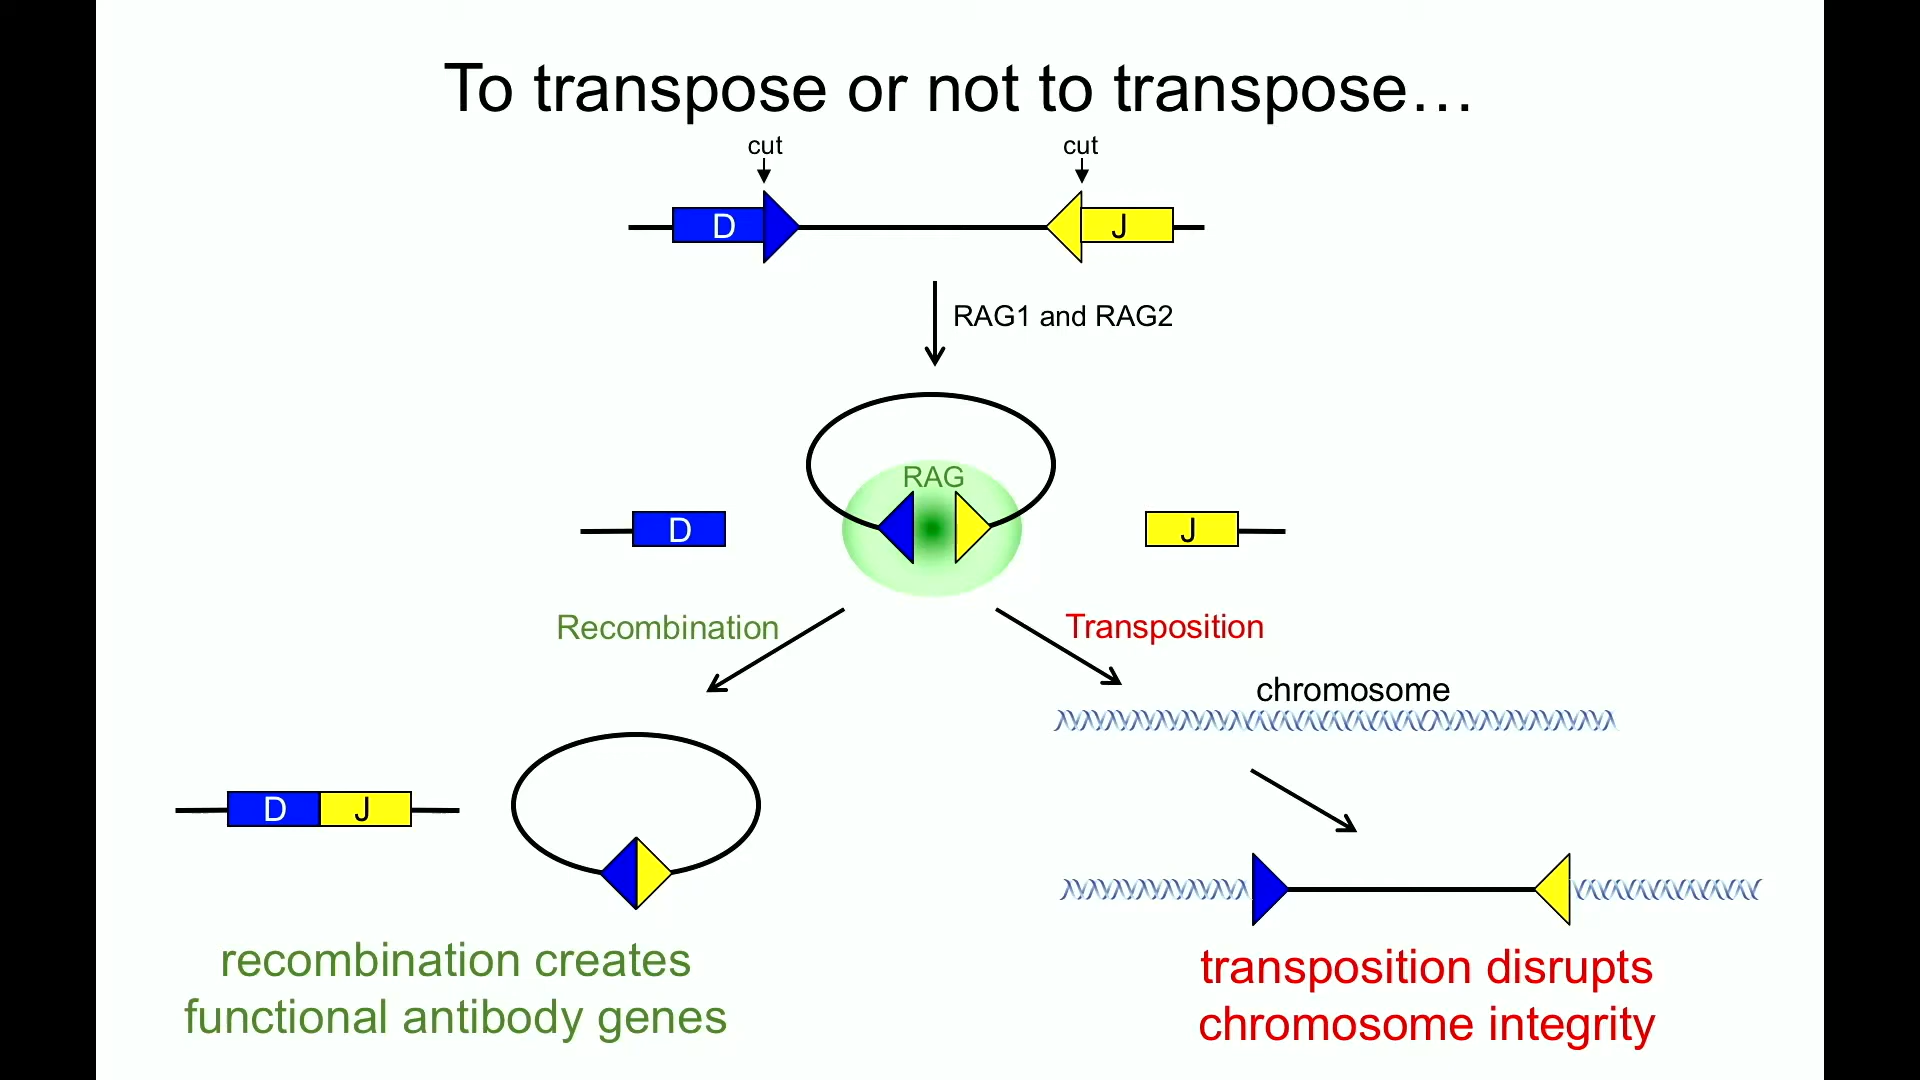 To transpose or not to transpose…
cut
cut
D
J
RAG1 and RAG2
RAG
D
J
Recombination
Transposition
chromosome
D
J
recombination creates
functional antibody genes
transposition disrupts
chromosome integrity